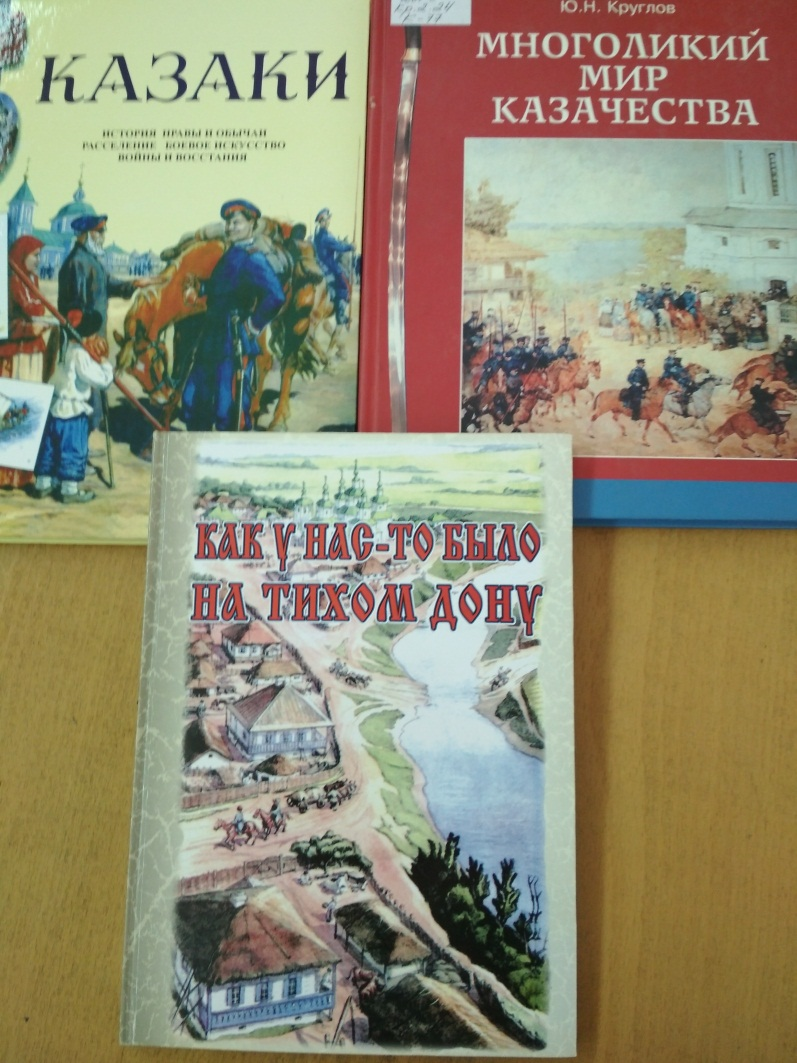 КАЗАКИ
ИСТОРИЯ НРАВЫ И ОБЫЧАИ
РАССЕЛЕНИЕ БОЕВОЕ ИСКУССТВО
ВОЙНЫ И ВОССТАНИЯ
Ю.Н. Круглов
МНОГОЛИКИЙ
МИР
КАЗАЧЕСТВА
КАК У НАС-ТО БЫЛО
НА ТИХОМ ДОНУ